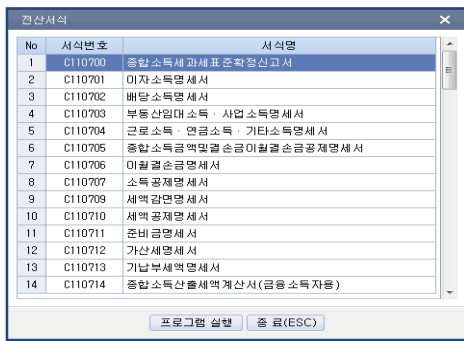 전산서식
No 서식번호 서식명
1 C110700 종합소득세과세표준확정신고서
2 C110701 이자소득명세서
3 C110702 배당소득명세서
4 C110703 부동산임대소득ㆍ사업소득명세서
5 C110704 근로소득ㆍ연금소득ㆍ기타소득명세서
6 C110705 종합소득금액및결손금이월결손금공제명세서
7 C110706 이월결손금명세서
8 C110707 소득공제명세서
9 C110709 세액감면명세서
10 C110710 세액공제명세서
11 C110711 준비금명세서
12 C110712 가산세명세서
13 C110713 기납부세액명세서
14 C110714 종합소득산출세액계산서(금융소득자용)
프로그램 실행 종 료(ESC)